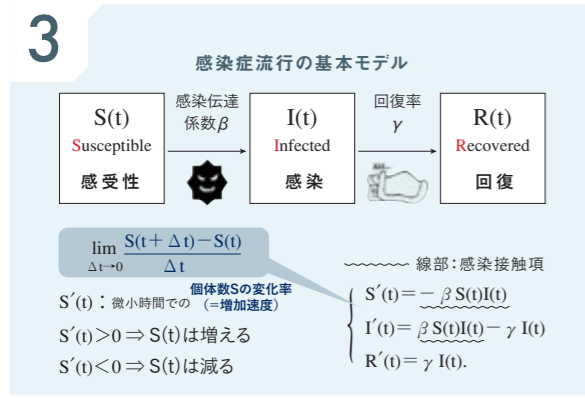 3
感染症流行の基本モデル
S(t)
Susceptible
感受性
感染伝達
係数β
I(t)
Infected
感染
回復率
γ
R(t)
Recovered
回復
lim
Δt→0
S(t+Δt)−S(t)
Δt
S′(t)：微小時間での 個体数Sの変化率
（=増加速度）
S′(t)>0⇒S(t)は増える
S′(t)<0⇒S(t)は減る
線部：感染接触項
S′(t)=−βS(t)I(t)
I′(t)=βS(t)I(t)−γI(t)
R′(t)=γI(t).